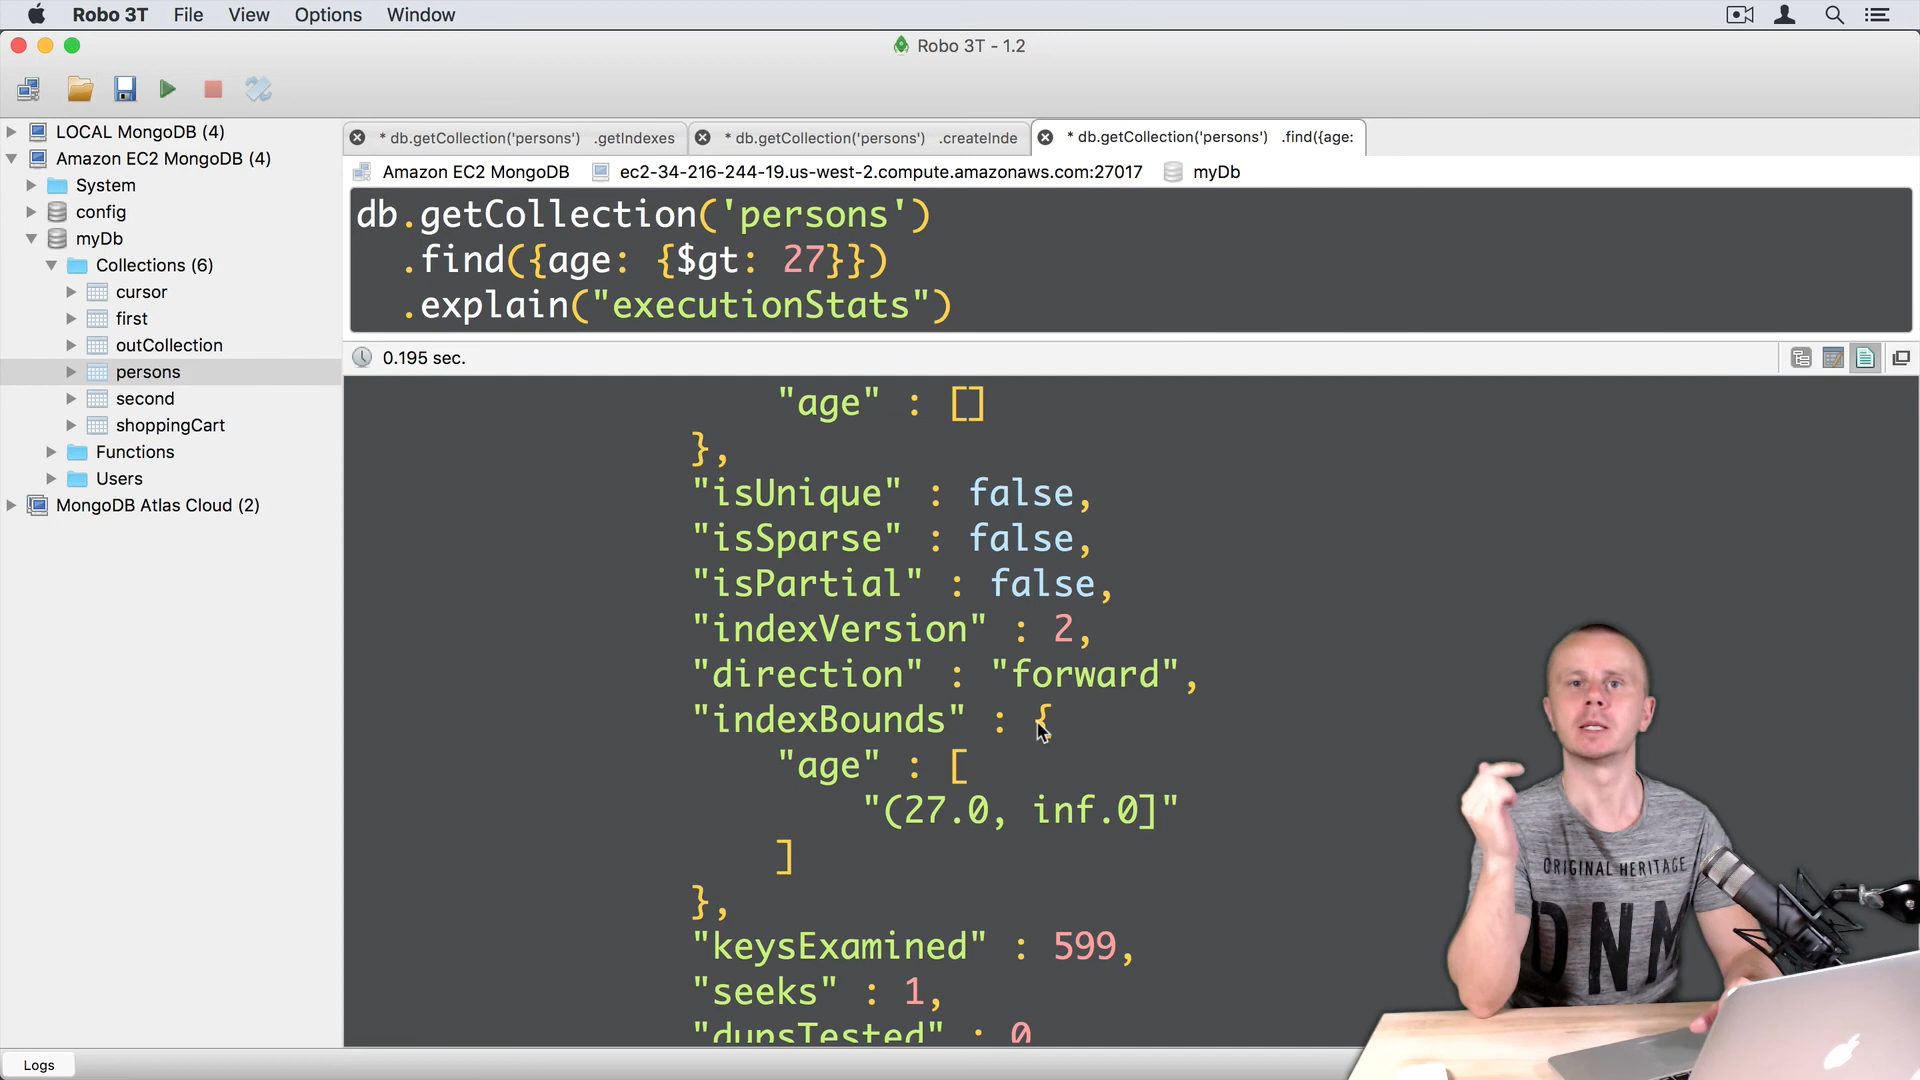 Robo 3T File View Options Window
Robo 3T - 1.2
LOCAL MongoDB (4)
Amazon EC2 MongoDB (4)
System
config
myDb
Collections (6)
cursor
first
outCollection
persons
second
shoppingCart
Functions
Users
MongoDB Atlas Cloud (2)
* db.getCollection('persons') .getIndexes
* db.getCollection('persons') .createInde
* db.getCollection('persons') .find({age:
Amazon EC2 MongoDB ec2-34-216-244-19.us-west-2.compute.amazonaws.com:27017 myDb
db.getCollection('persons')
.find({age: {$gt: 27}})
.explain("executionStats")
0.195 sec.
"age" : []
},
"isUnique" : false,
"isSparse" : false,
"isPartial" : false,
"indexVersion" : 2,
"direction" : "forward",
"indexBounds" : {
"age" : [
"(27.0, inf.0]"
]
},
"keysExamined" : 599,
"seeks" : 1,
"dupsTested" : 0
ORIGINAL HERITAGE
DNM
Logs